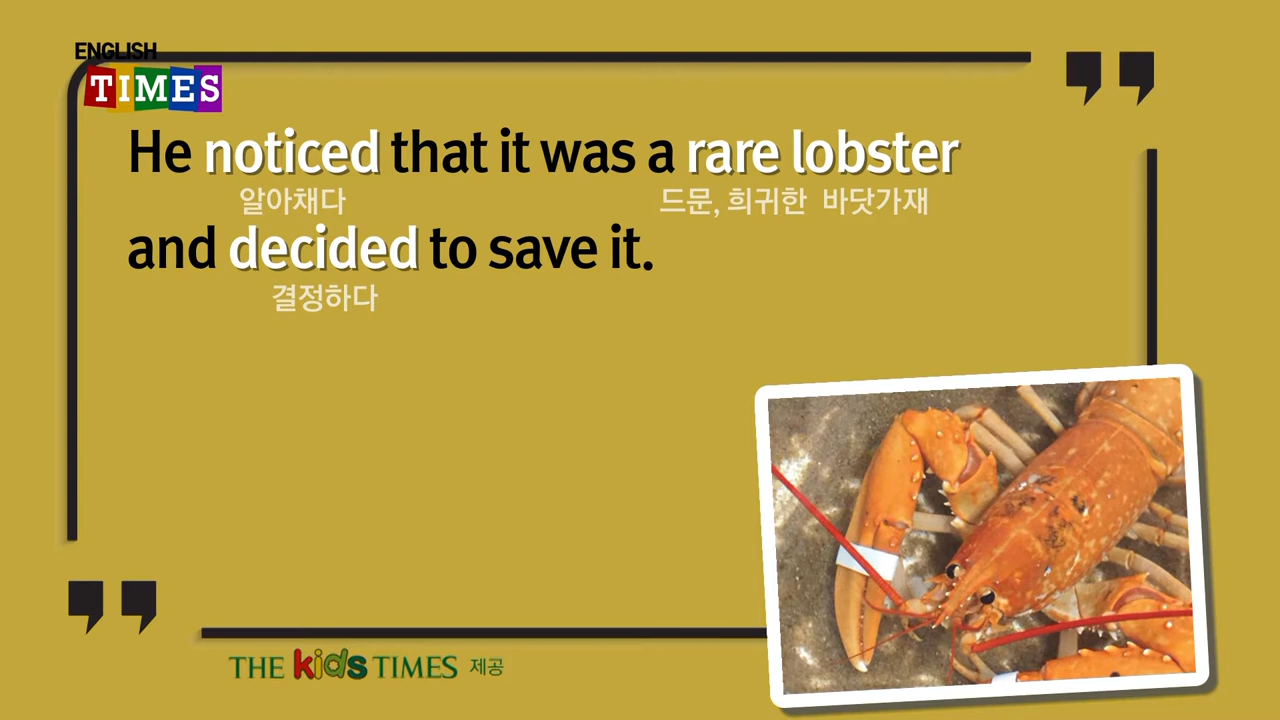 ENGLISH
TIMES
He noticed that it was a rare lobster
알아채다 드문, 희귀한 바닷가재
and decided to save it.
결정하다
THE kids TIMES 제공